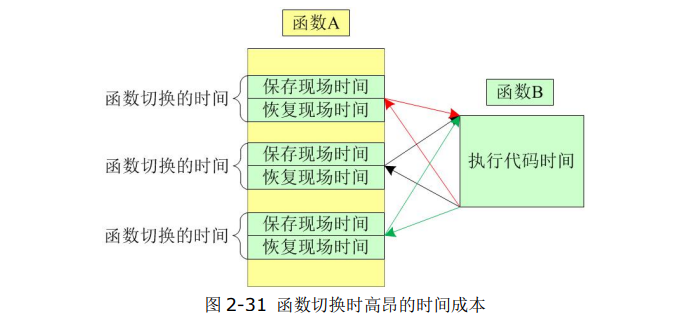 函数A
保存现场时间
函数切换的时间
恢复现场时间
函数B
保存现场时间
函数切换的时间
恢复现场时间
执行代码时间
保存现场时间
函数切换的时间
恢复现场时间
图 2-31 函数切换时高昂的时间成本